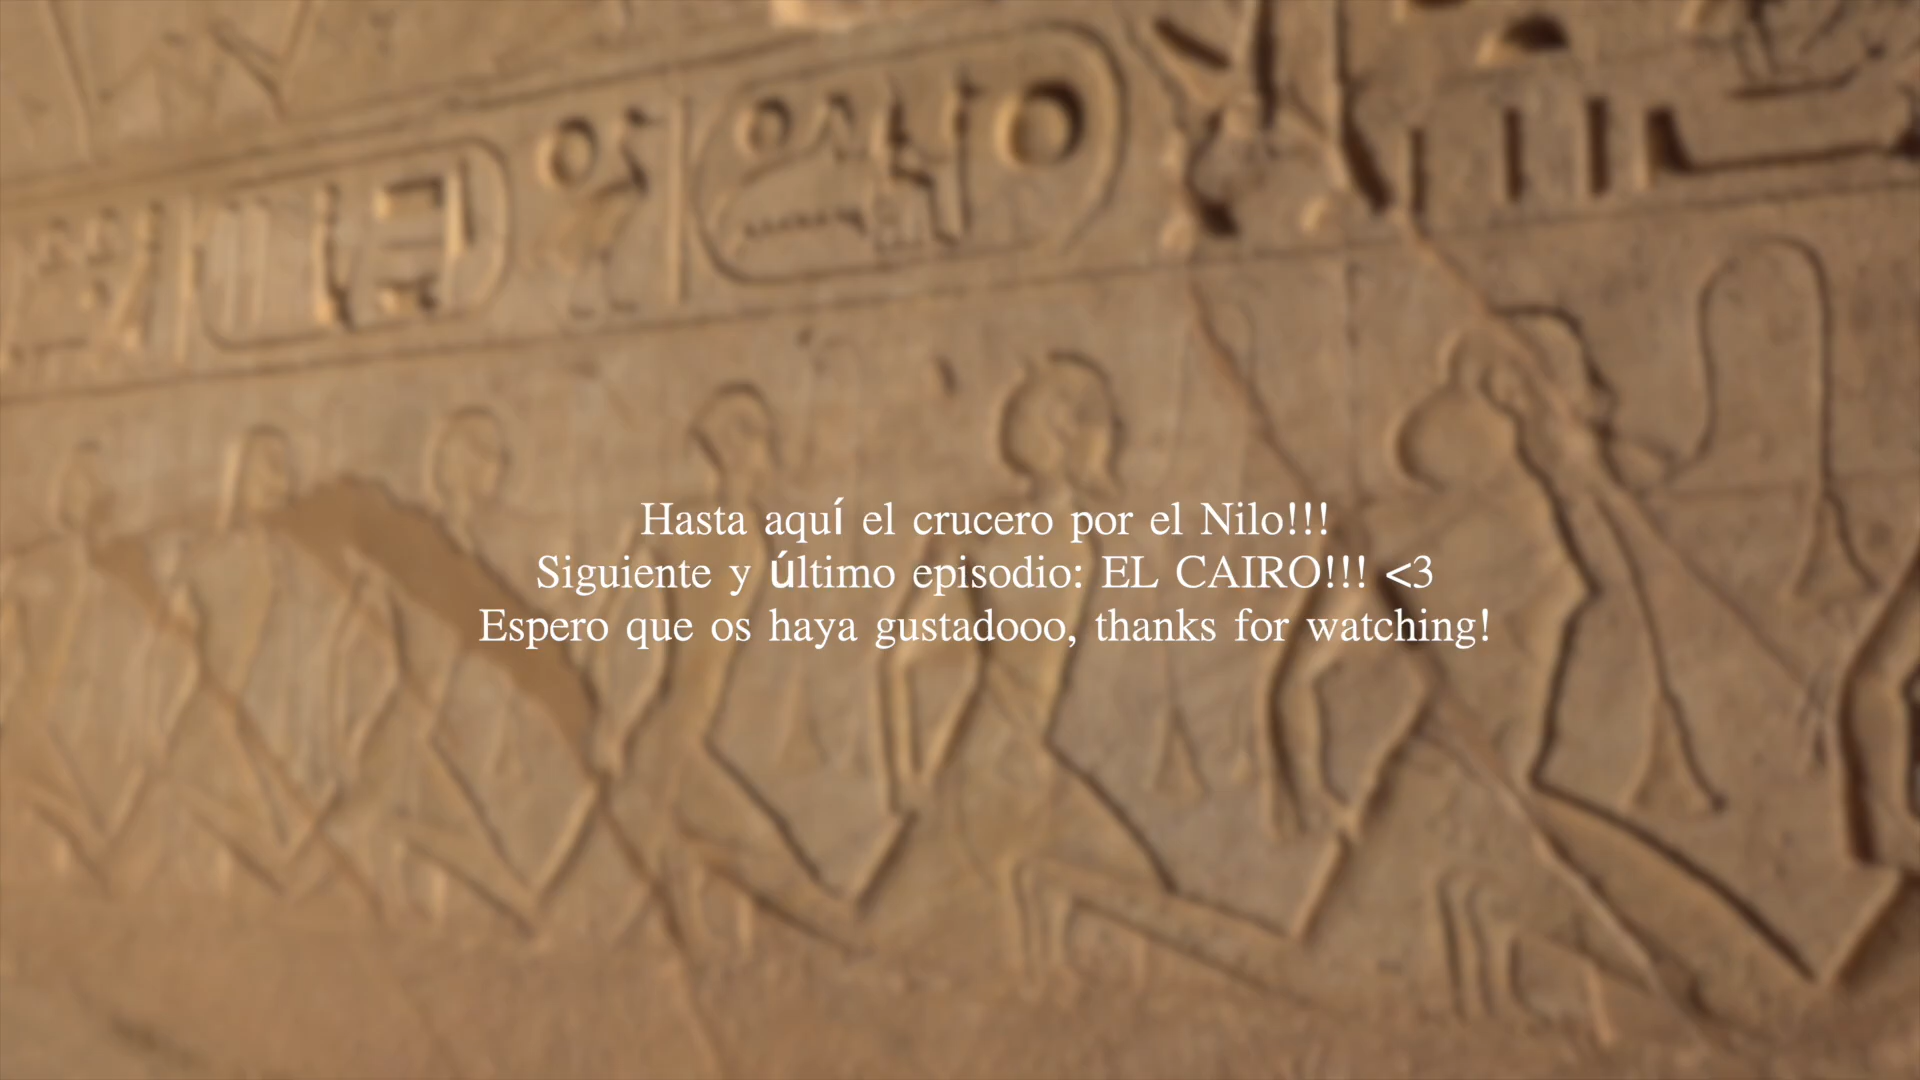 Hasta aquí el crucero por el Nilo!!!
Siguiente y último episodio: EL CAIRO!!! <3
Espero que os haya gustadooo, thanks for watching!